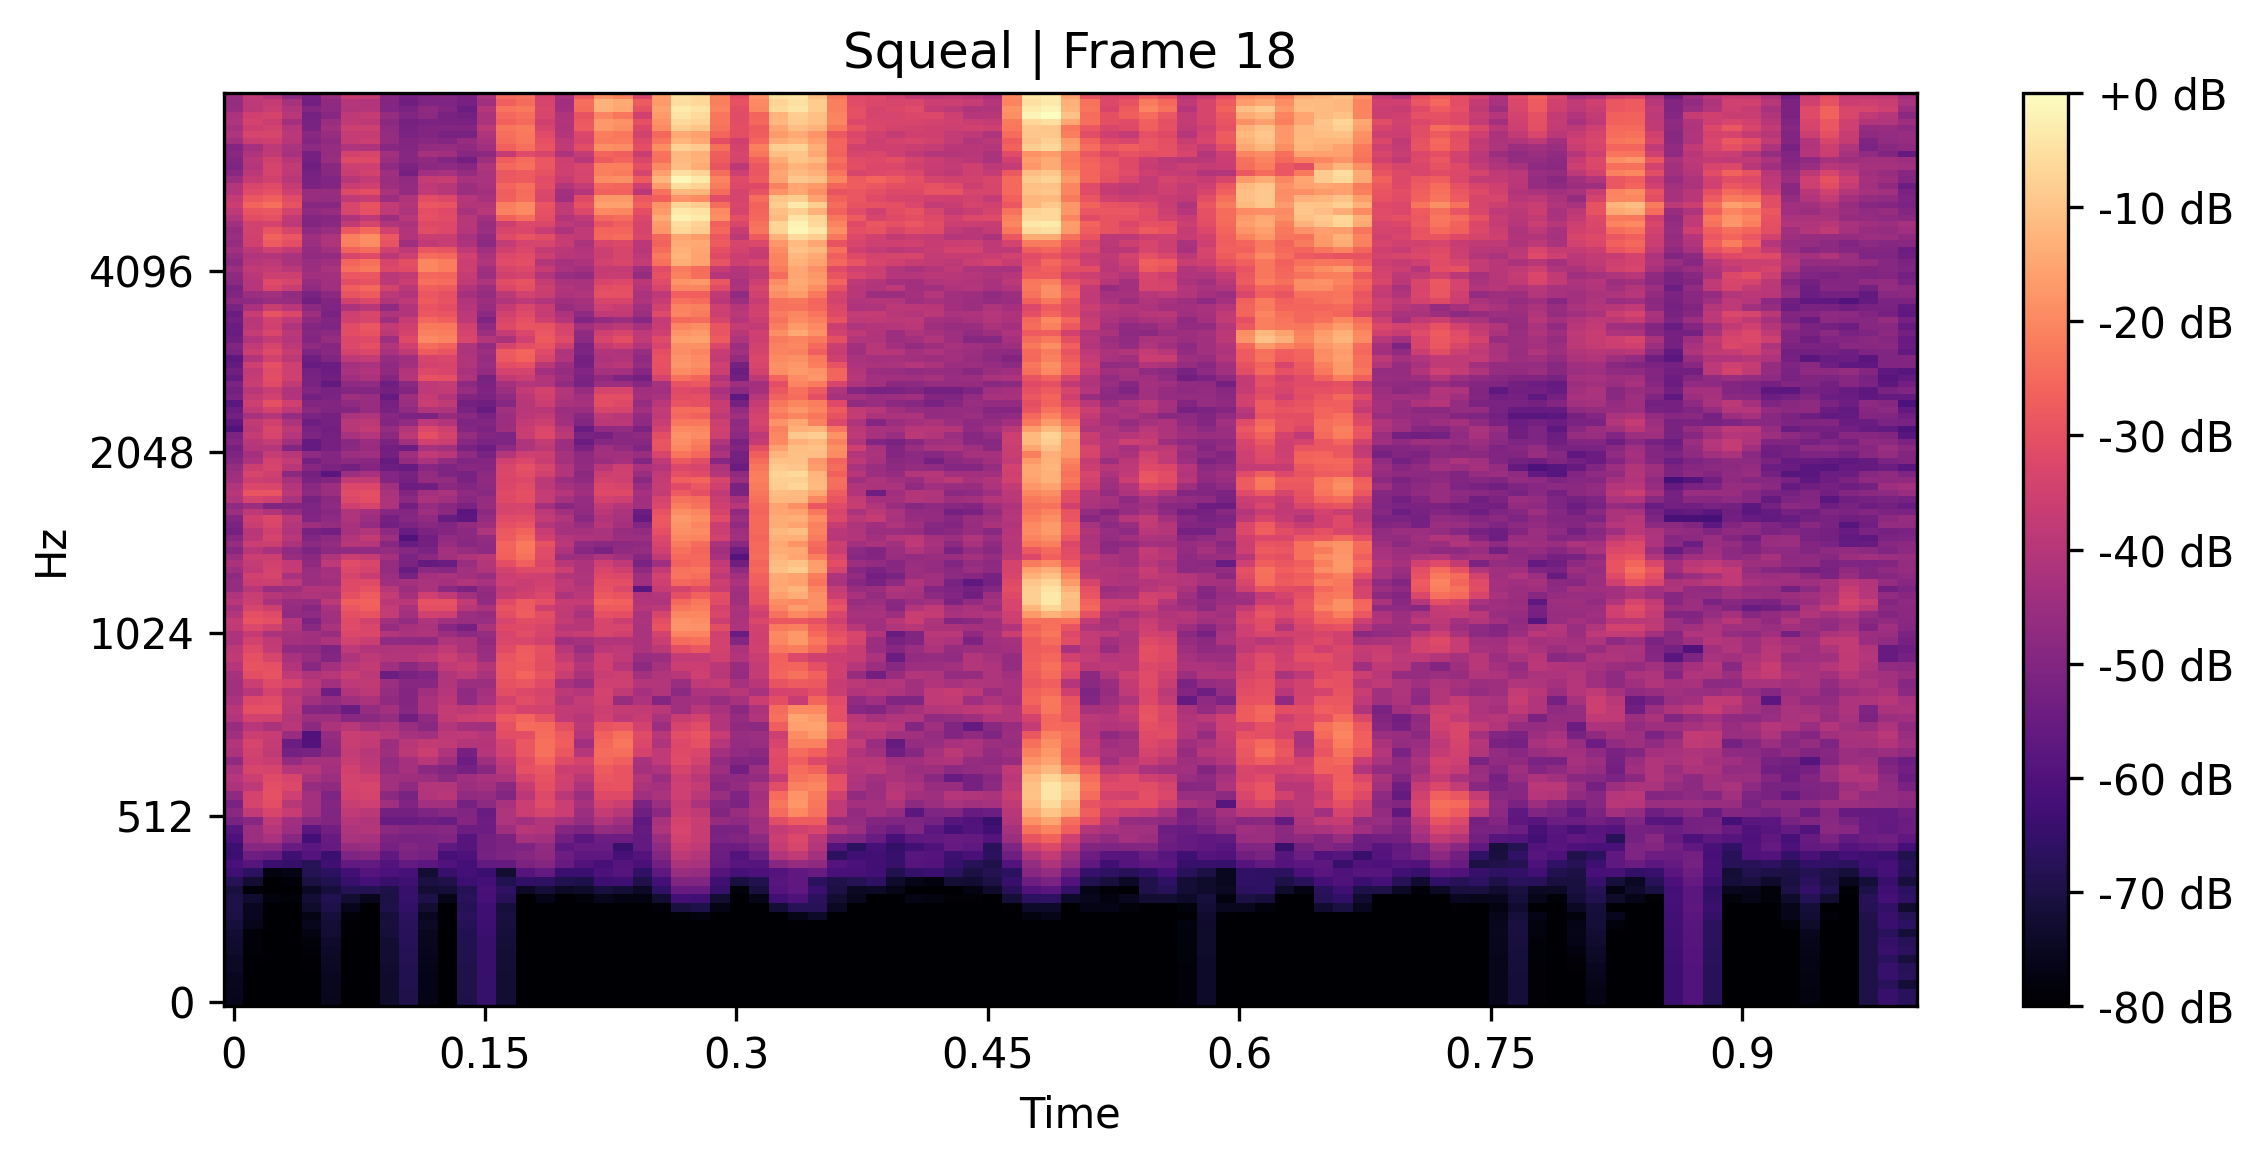 Squeal | Frame 18
Hz
4096
2048
1024
512
0
0
0.15
0.3
0.45
0.6
0.75
0.9
Time
+0 dB
-10 dB
-20 dB
-30 dB
-40 dB
-50 dB
-60 dB
-70 dB
-80 dB